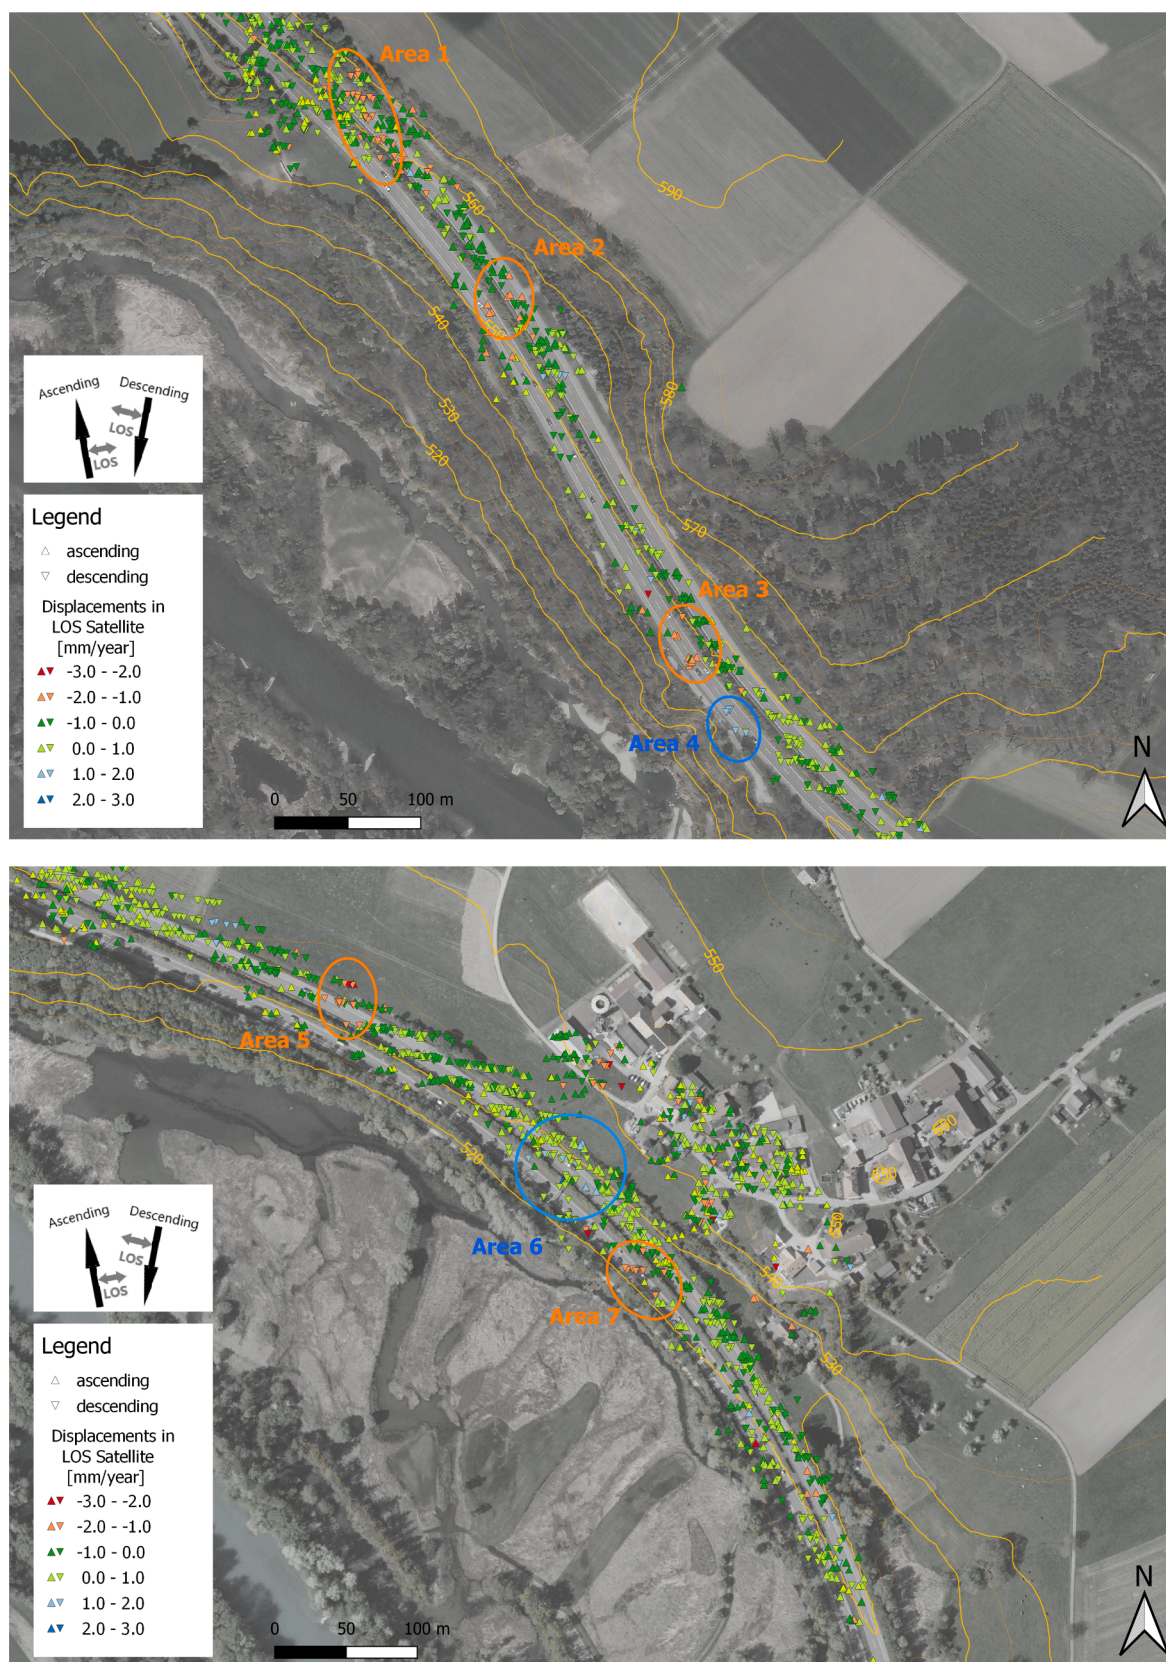 Area 1
590
560
Area 2
540
550
580
530
520
570
Ascending
Descending
LOS
LOS
Legend
ascending
descending
Displacements in
LOS Satellite
[mm/year]
-3.0 - -2.0
-2.0 - -1.0
-1.0 - 0.0
0.0 - 1.0
1.0 - 2.0
2.0 - 3.0
Area 3
Area 4
N
0 50 100 m
550
Area 5
520
560
550
550
Area 6
540
Area 7
530
Ascending
Descending
LOS
LOS
Legend
ascending
descending
Displacements in
LOS Satellite
[mm/year]
-3.0 - -2.0
-2.0 - -1.0
-1.0 - 0.0
0.0 - 1.0
1.0 - 2.0
2.0 - 3.0
N
0 50 100 m